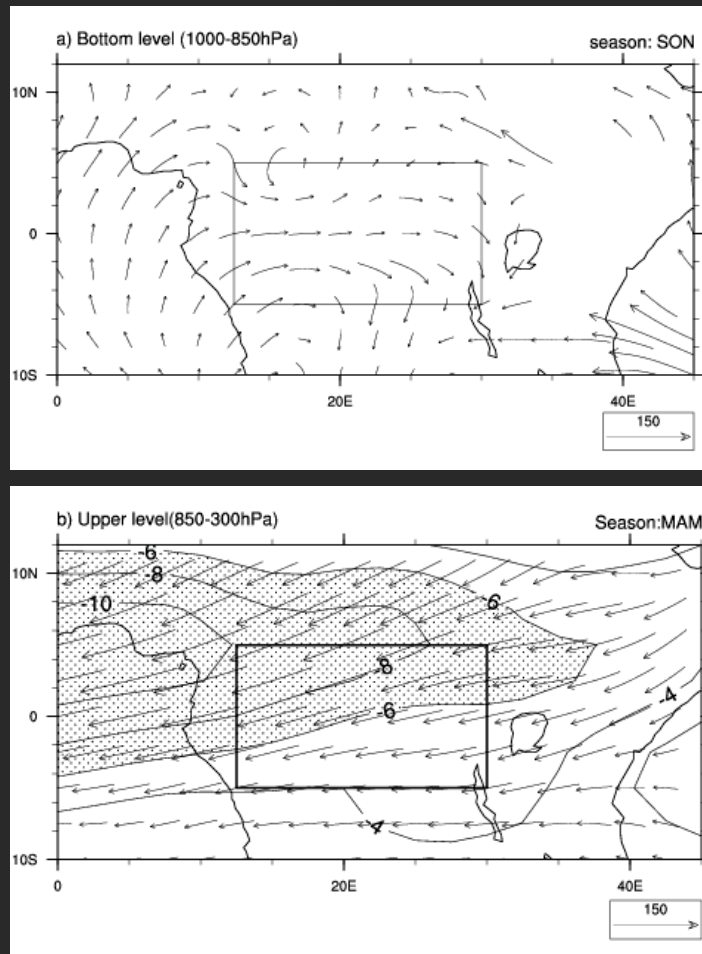 a) Bottom level (1000-850hPa)
season: SON
10N
0
10S
0
20E
40E
150
b) Upper level(850-300hPa)
Season:MAM
-6
10N
-8
-10
-6
-8
-4
0
-6
-4
10S
0
20E
40E
150